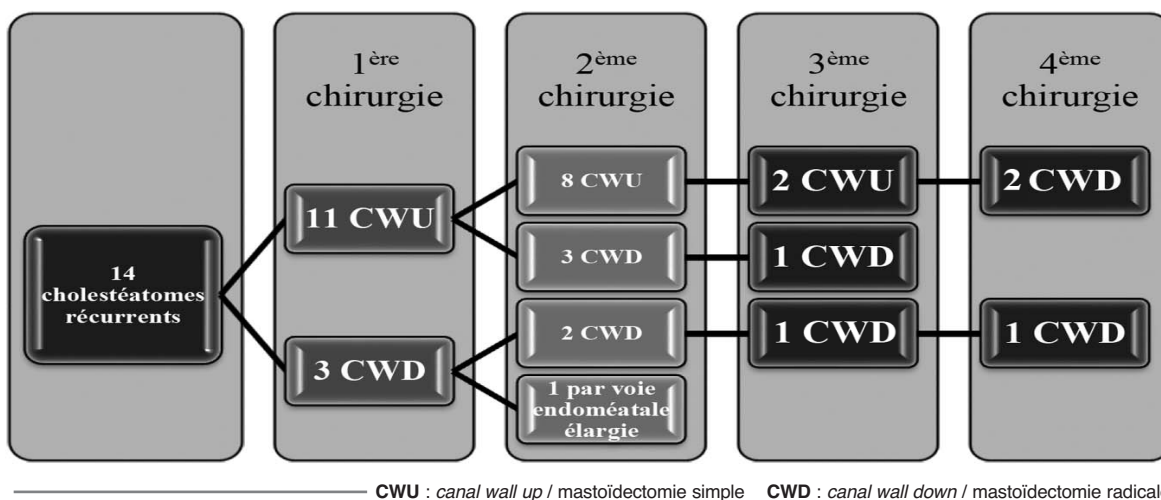 1ère
chirurgie
2ème
chirurgie
3ème
chirurgie
4ème
chirurgie
14
cholestéatomes
récurrents
11 CWU
3 CWD
8 CWU
3 CWD
2 CWD
1 par voie
endoméatale
élargie
2 CWU
1 CWD
1 CWD
2 CWD
1 CWD
CWU : canal wall up / mastoïdectomie simple CWD : canal wall down / mastoïdectomie radical